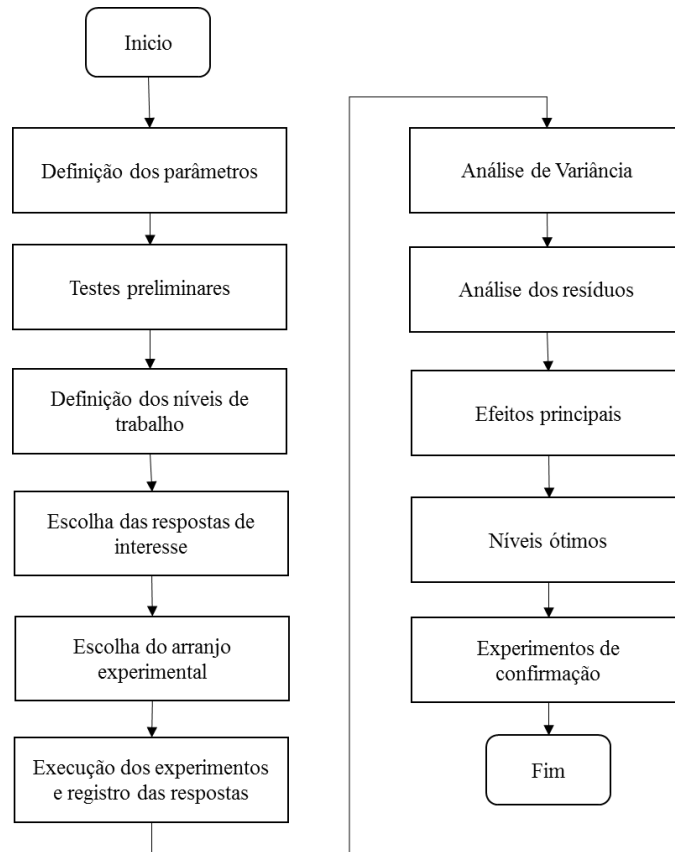 Inicio
Definição dos parâmetros
Testes preliminares
Definição dos níveis de
trabalho
Escolha das respostas de
interesse
Escolha do arranjo
experimental
Execução dos experimentos
e registro das respostas
Análise de Variância
Análise dos resíduos
Efeitos principais
Níveis ótimos
Experimentos de
confirmação
Fim